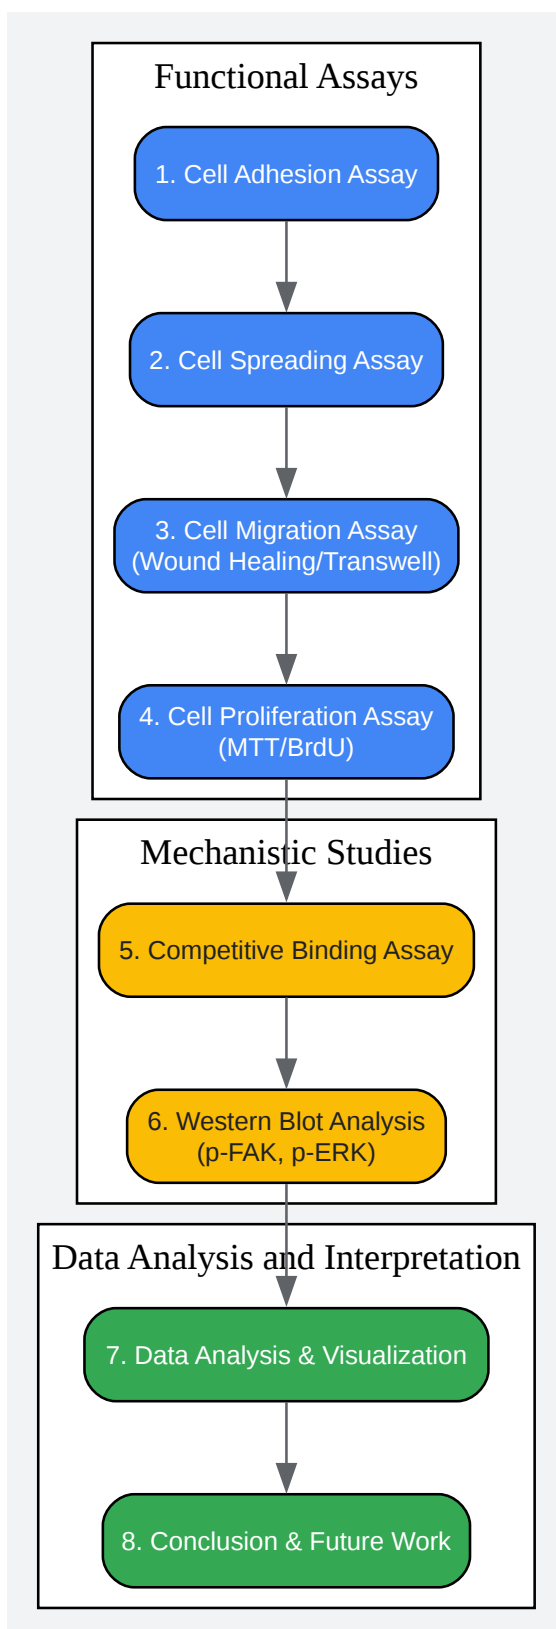 Functional Assays
1. Cell Adhesion Assay
2. Cell Spreading Assay
3. Cell Migration Assay
(Wound Healing/Transwell)
4. Cell Proliferation Assay
(MTT/BrdU)
Mechanistic Studies
5. Competitive Binding Assay
6. Western Blot Analysis
(p-FAK, p-ERK)
Data Analysis and Interpretation
7. Data Analysis & Visualization
8. Conclusion & Future Work